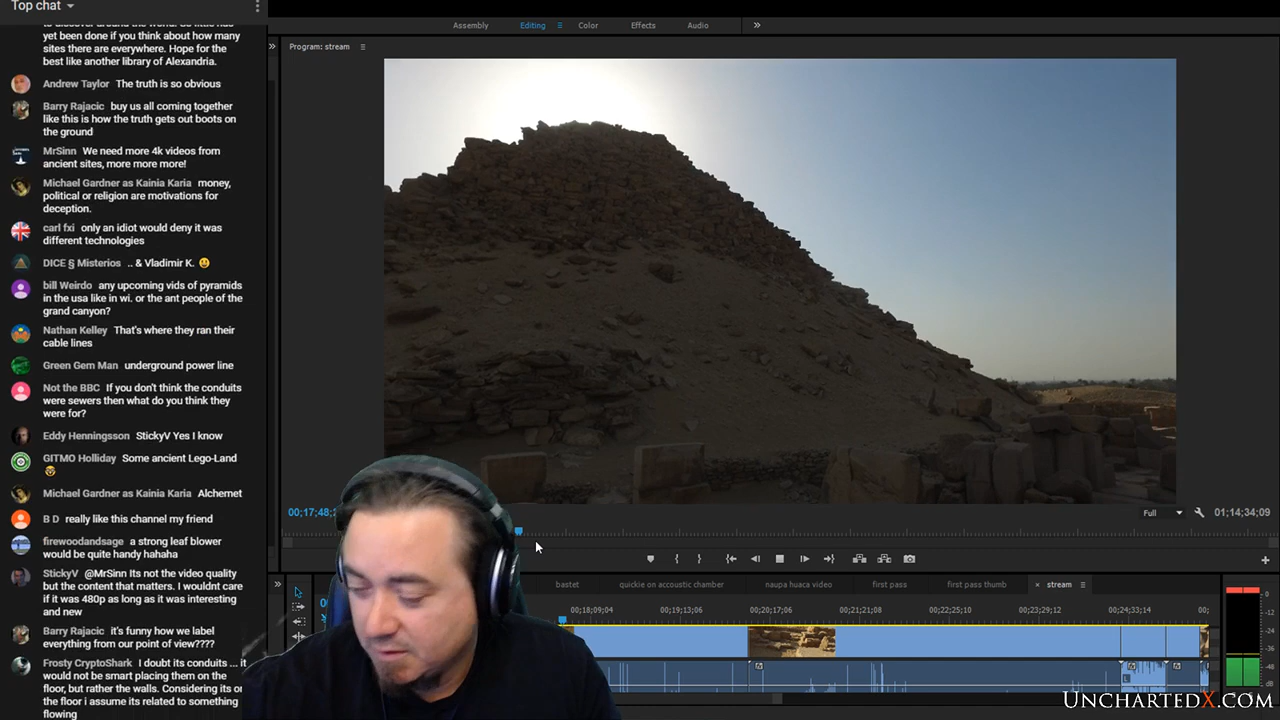 Top chat
to discover around the world. So little has
yet been done if you think about how many
sites there are everywhere. Hope for the
best like another library of Alexandria.
Andrew Taylor The truth is so obvious
Barry Rajacic buy us all coming together
like this is how the truth gets out boots on
the ground
MrSinn We need more 4k videos from
ancient sites, more more more!
Michael Gardner as Kainia Karia money,
political or religion are motivations for
deception.
carl fxi only an idiot would deny it was
different technologies
DICE § Misterios .. & Vladimir K. 😃
bill Weirdo any upcoming vids of pyramids
in the usa like in wi. or the ant people of the
grand canyon?
Nathan Kelley That's where they ran their
cable lines
Green Gem Man underground power line
Not the BBC If you don't think the conduits
were sewers then what do you think they
were for?
Eddy Henningsson StickyV Yes I know
GITMO Holliday Some ancient Lego-Land
🤓
Michael Gardner as Kainia Karia Alchemet
B D really like this channel my friend
firewoodandsage a strong leaf blower
would be quite handy hahaha
StickyV @MrSinn Its not the video quality
but the content that matters. I wouldnt care
if it was 480p as long as it was interesting
and new
Barry Rajacic it's funny how we label
everything from our point of view????
Frosty CryptoShark I doubt its conduits ... it
would not be smart placing them on the
floor, but rather the walls. Considering its on
the floor i assume its related to something
flowing
Assembly Editing Color Effects Audio
Program: stream
00;17;48;2
Full
01;14;34;09
bastet quickie on accoustic chamber naupa huaca video first pass first pass thumb × stream
00;18;09;04 00;19;13;06 00;20;17;06 00;21;21;08 00;22;25;10 00;23;29;12 00;24;33;14 00;
fx fx fx
L
0
-12
-24
-36
-48
dB
UNCHARTEDX.COM